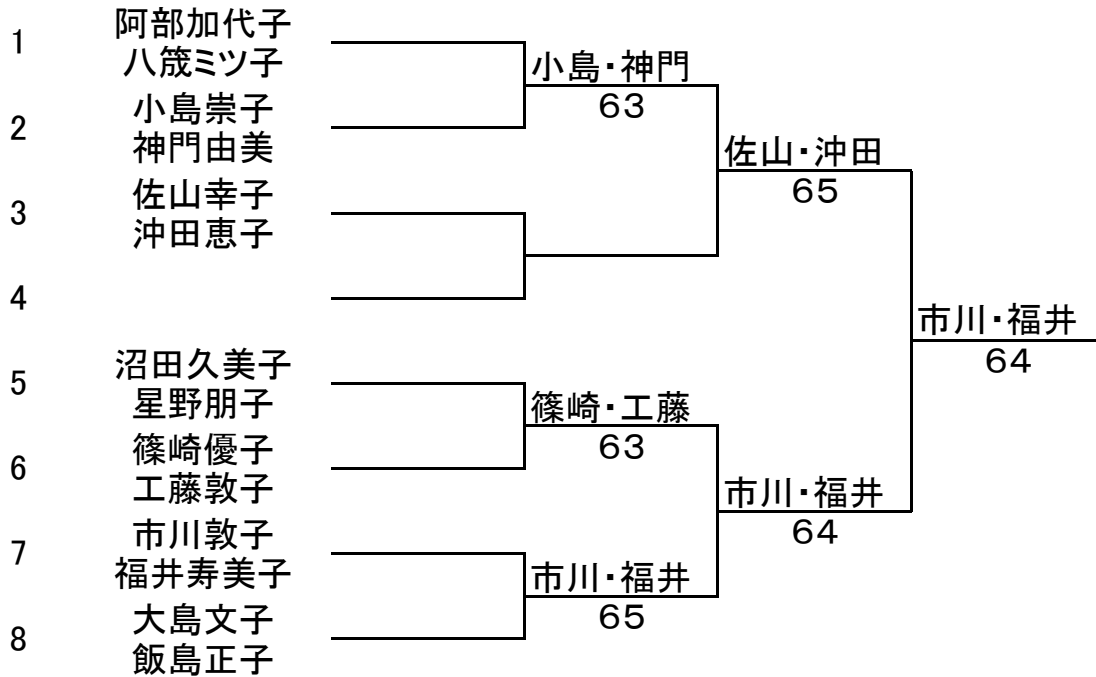 1
阿部加代子
八筬ミツ子
2
小島崇子
神門由美
3
佐山幸子
沖田恵子
4
5
沼田久美子
星野朋子
6
篠崎優子
工藤敦子
7
市川敦子
福井寿美子
8
大島文子
飯島正子
小島・神門
63
篠崎・工藤
63
市川・福井
65
佐山・沖田
65
市川・福井
64
市川・福井
64